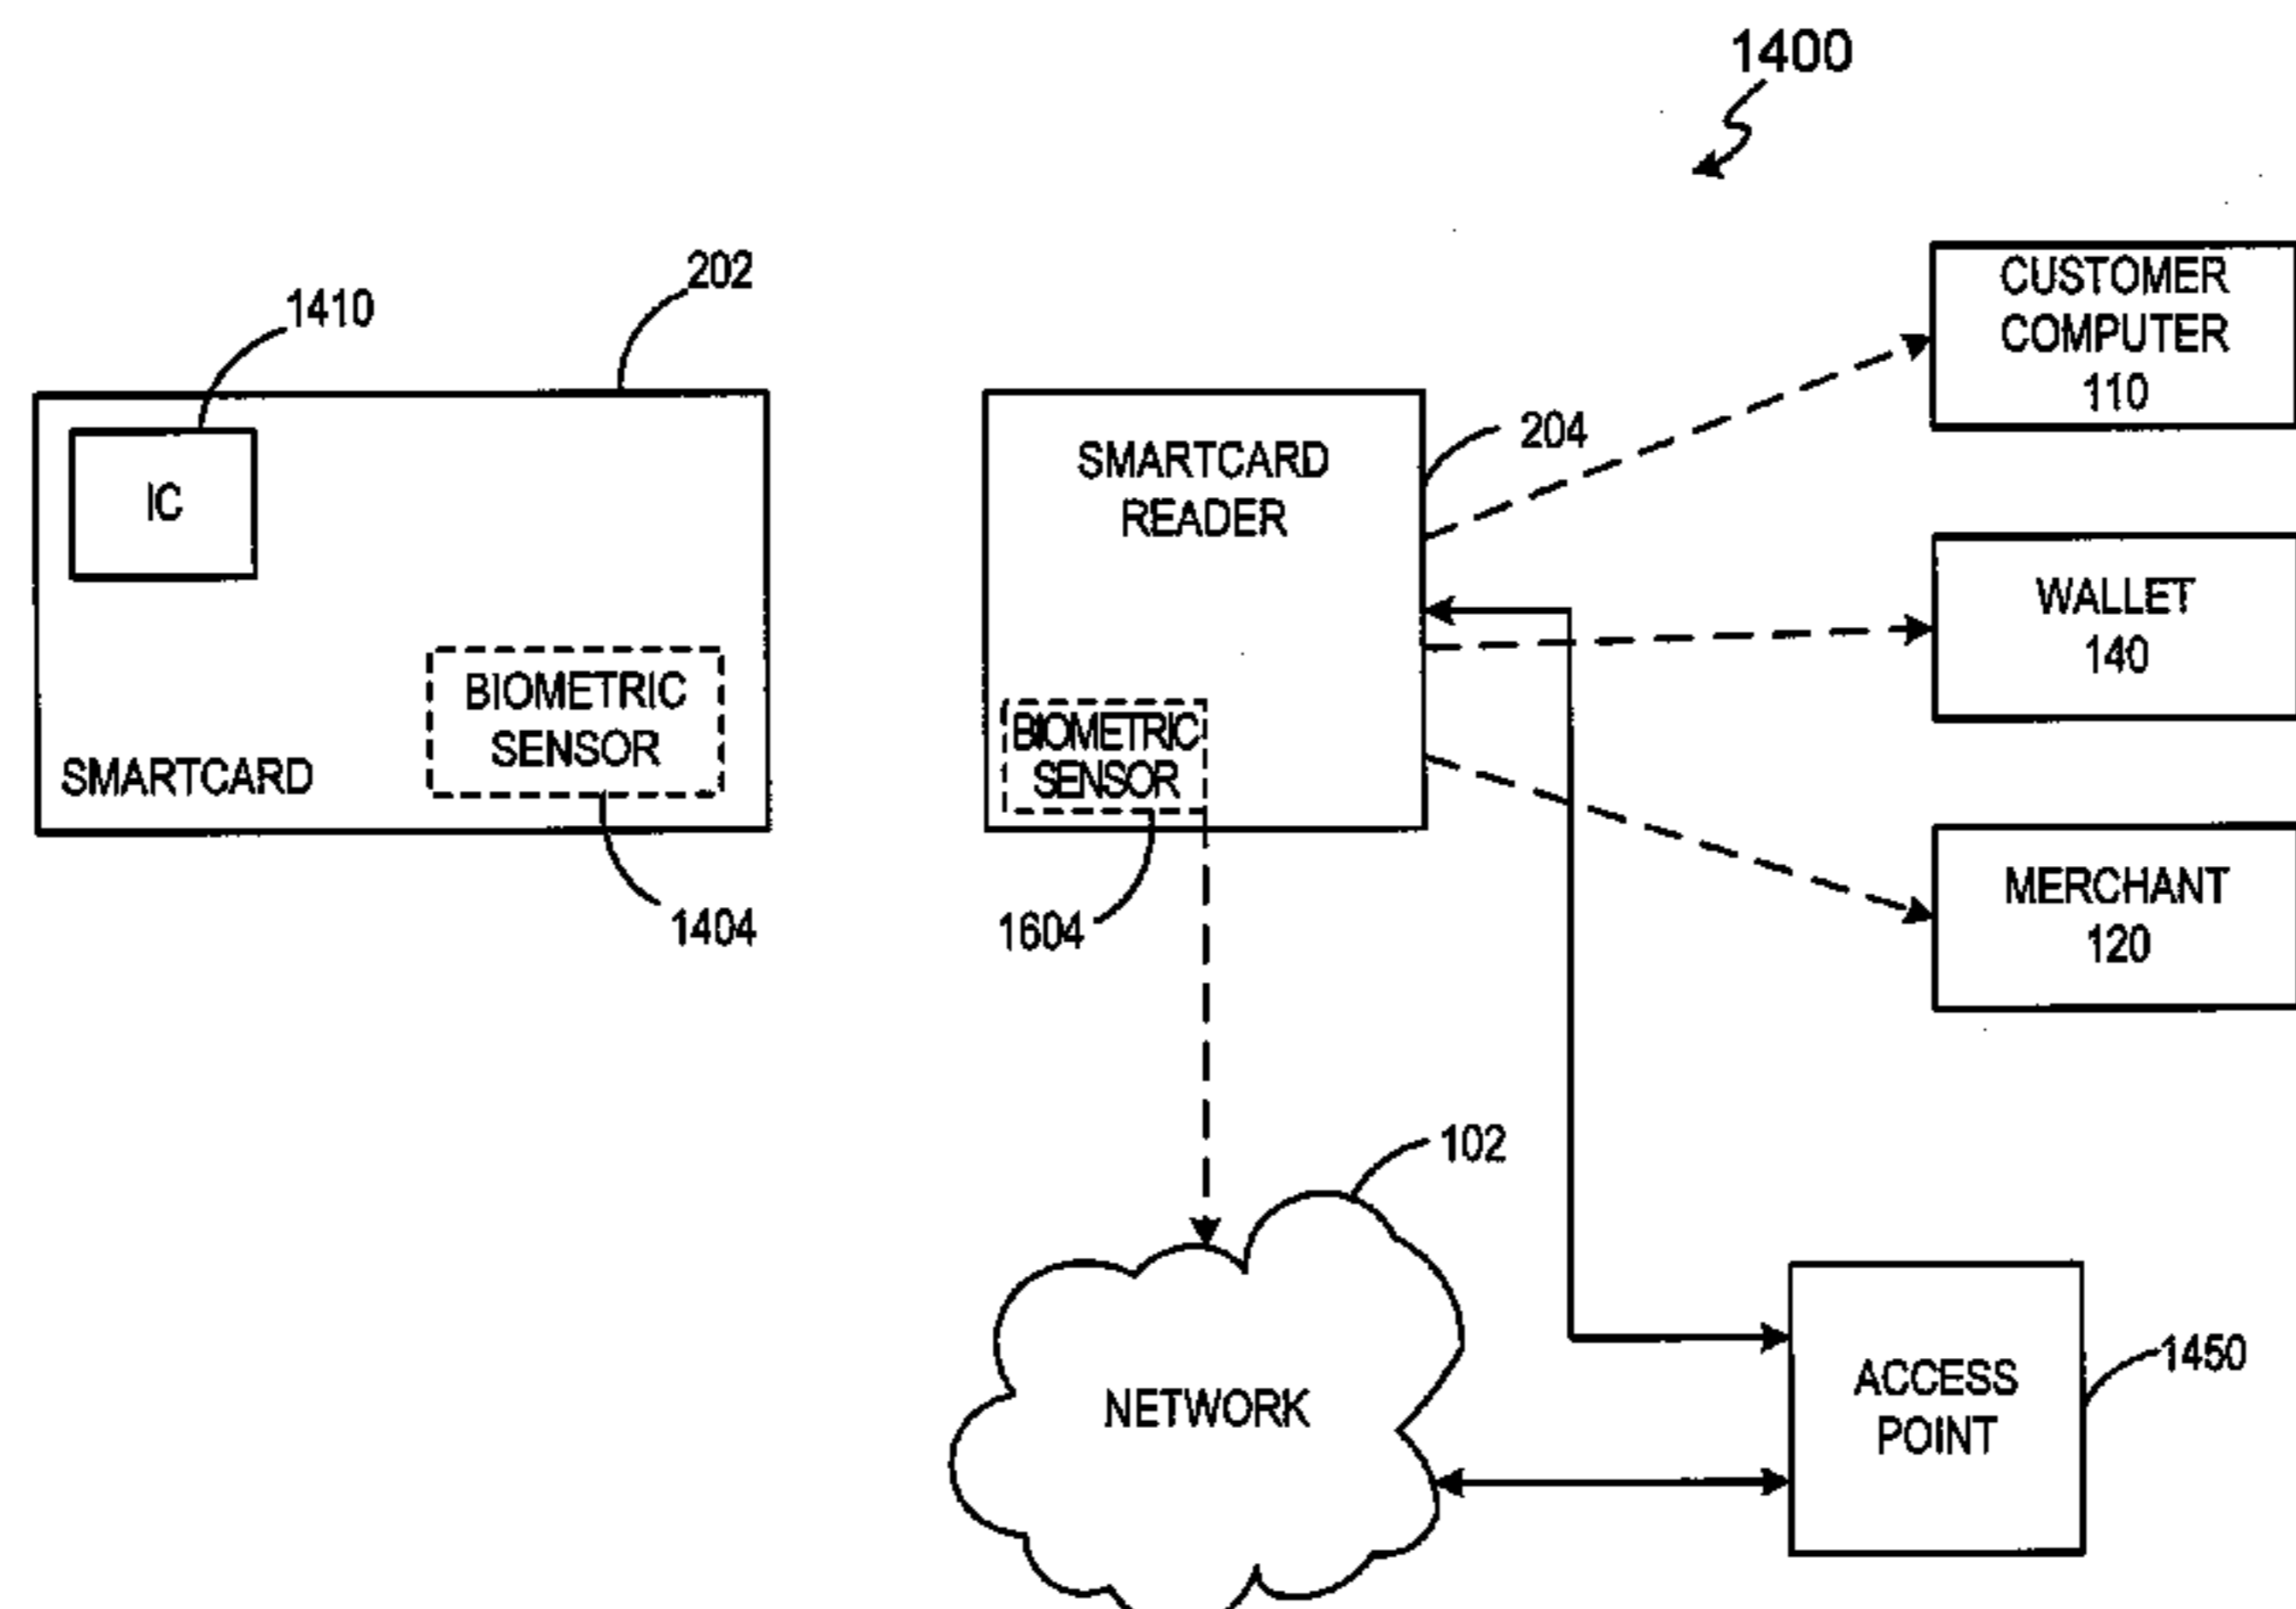 1400
202
1410
IC
BIOMETRIC
SENSOR
SMARTCARD
1404
SMARTCARD
READER
204
BIOMETRIC
SENSOR
1604
CUSTOMER
COMPUTER
110
WALLET
140
MERCHANT
120
102
NETWORK
ACCESS
POINT
1450